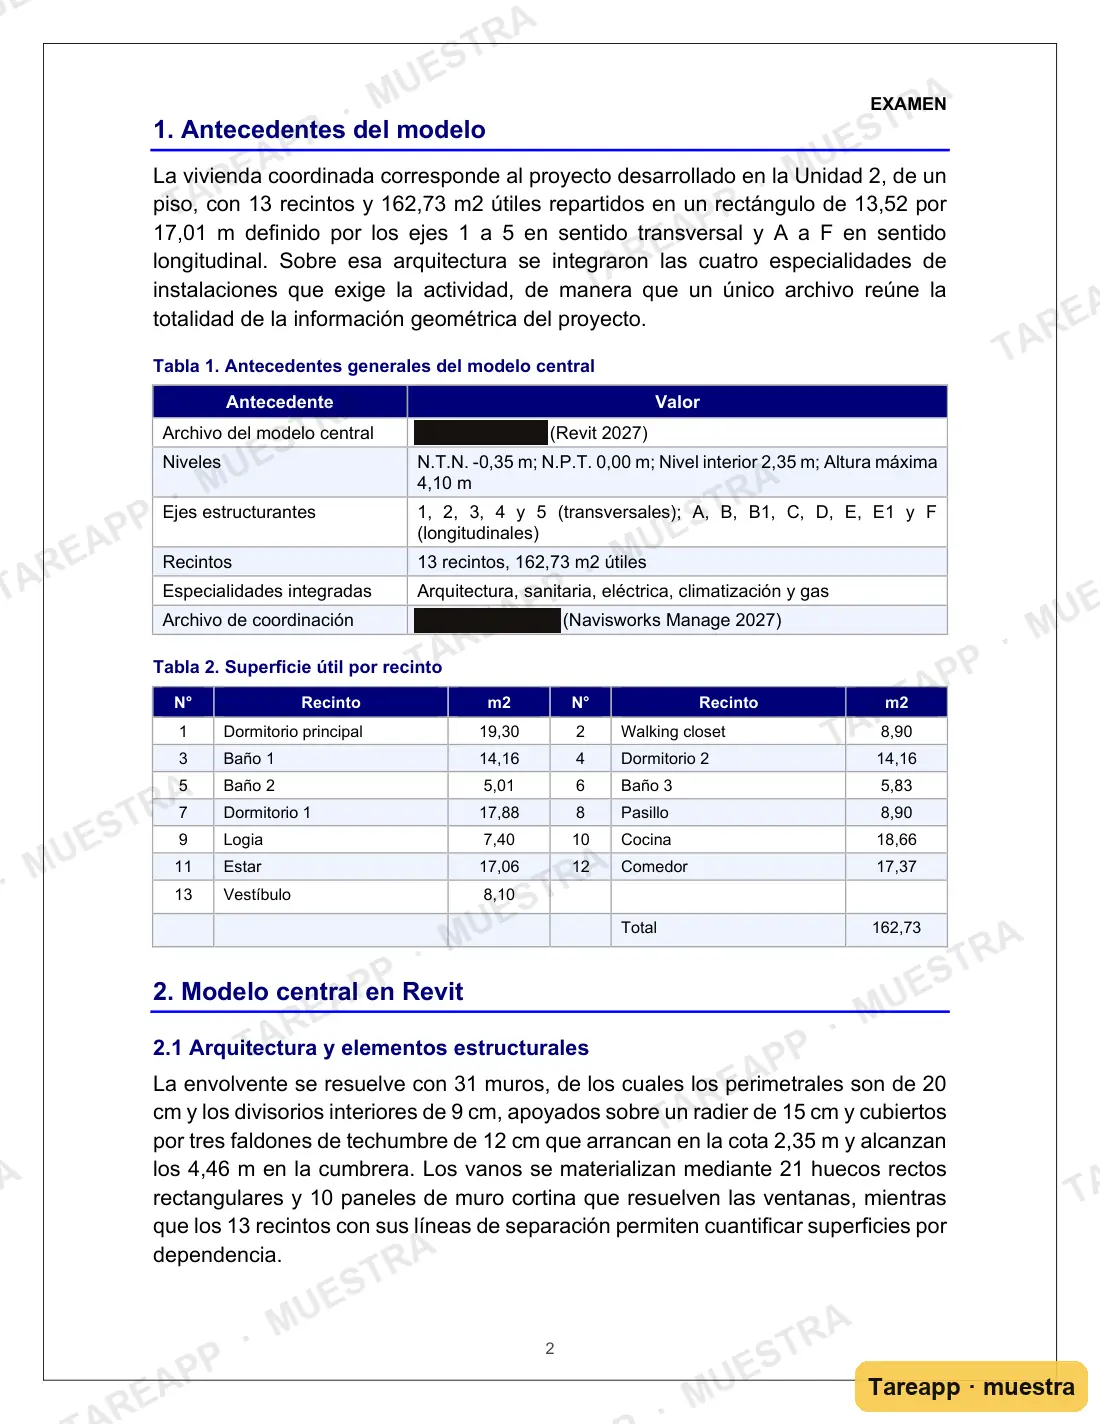 EXAMEN
1. Antecedentes del modelo
La vivienda coordinada corresponde al proyecto desarrollado en la Unidad 2, de un
piso, con 13 recintos y 162,73 m2 útiles repartidos en un rectángulo de 13,52 por
17,01 m definido por los ejes 1 a 5 en sentido transversal y A a F en sentido
longitudinal. Sobre esa arquitectura se integraron las cuatro especialidades de
instalaciones que exige la actividad, de manera que un único archivo reúne la
totalidad de la información geométrica del proyecto.
Tabla 1. Antecedentes generales del modelo central
Antecedente Valor
Archivo del modelo central (Revit 2027)
Niveles N.T.N. -0,35 m; N.P.T. 0,00 m; Nivel interior 2,35 m; Altura máxima
4,10 m
Ejes estructurantes 1, 2, 3, 4 y 5 (transversales); A, B, B1, C, D, E, E1 y F
(longitudinales)
Recintos 13 recintos, 162,73 m2 útiles
Especialidades integradas Arquitectura, sanitaria, eléctrica, climatización y gas
Archivo de coordinación (Navisworks Manage 2027)
Tabla 2. Superficie útil por recinto
N° Recinto m2 N° Recinto m2
1 Dormitorio principal 19,30 2 Walking closet 8,90
3 Baño 1 14,16 4 Dormitorio 2 14,16
5 Baño 2 5,01 6 Baño 3 5,83
7 Dormitorio 1 17,88 8 Pasillo 8,90
9 Logia 7,40 10 Cocina 18,66
11 Estar 17,06 12 Comedor 17,37
13 Vestíbulo 8,10
Total 162,73
2. Modelo central en Revit
2.1 Arquitectura y elementos estructurales
La envolvente se resuelve con 31 muros, de los cuales los perimetrales son de 20
cm y los divisorios interiores de 9 cm, apoyados sobre un radier de 15 cm y cubiertos
por tres faldones de techumbre de 12 cm que arrancan en la cota 2,35 m y alcanzan
los 4,46 m en la cumbrera. Los vanos se materializan mediante 21 huecos rectos
rectangulares y 10 paneles de muro cortina que resuelven las ventanas, mientras
que los 13 recintos con sus líneas de separación permiten cuantificar superficies por
dependencia.
2
Tareapp · muestra
TAREAPP · MUESTRA